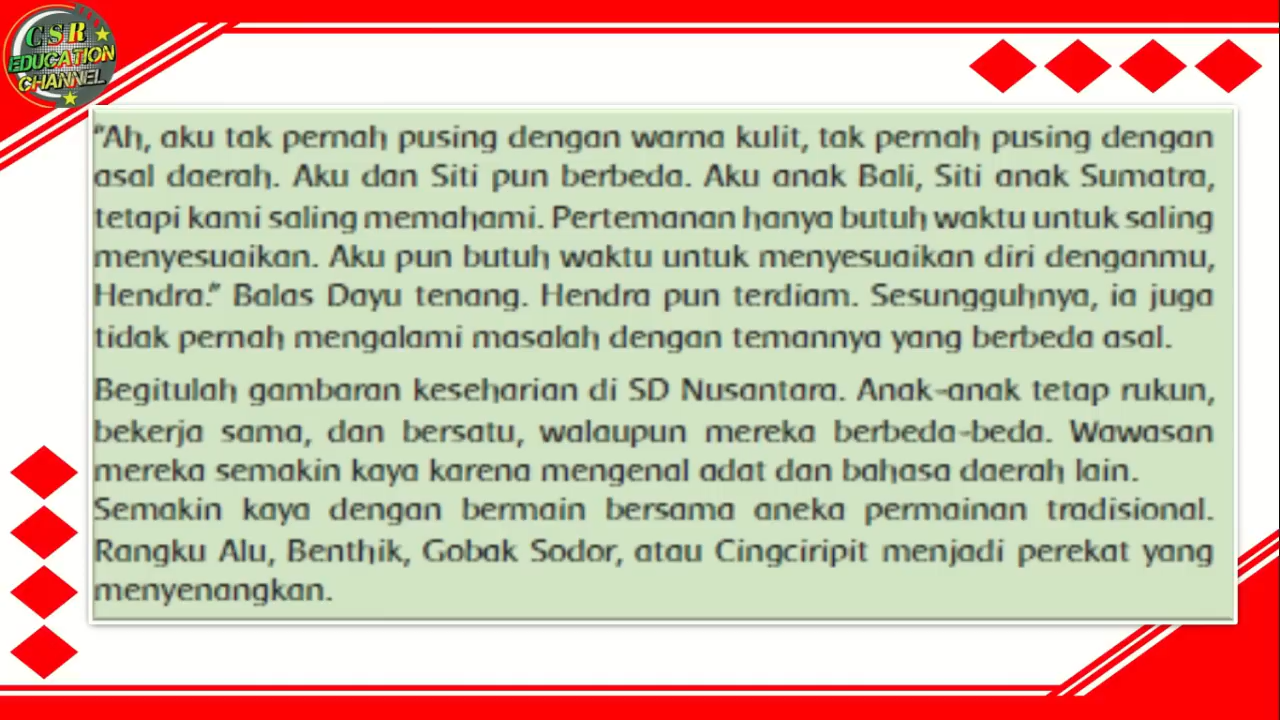 CSR
EDUCATION
CHANNEL
"Ah, aku tak pernah pusing dengan warna kulit, tak pernah pusing dengan
asal daerah. Aku dan Siti pun berbeda. Aku anak Bali, Siti anak Sumatra,
tetapi kami saling memahami. Pertemanan hanya butuh waktu untuk saling
menyesuaikan. Aku pun butuh waktu untuk menyesuaikan diri denganmu,
Hendra." Balas Dayu tenang. Hendra pun terdiam. Sesungguhnya, ia juga
tidak pernah mengalami masalah dengan temannya yang berbeda asal.
Begitulah gambaran keseharian di SD Nusantara. Anak-anak tetap rukun,
bekerja sama, dan bersatu, walaupun mereka berbeda-beda. Wawasan
mereka semakin kaya karena mengenal adat dan bahasa daerah lain.
Semakin kaya dengan bermain bersama aneka permainan tradisional.
Rangku Alu, Benthik, Gobak Sodor, atau Cingciripit menjadi perekat yang
menyenangkan.